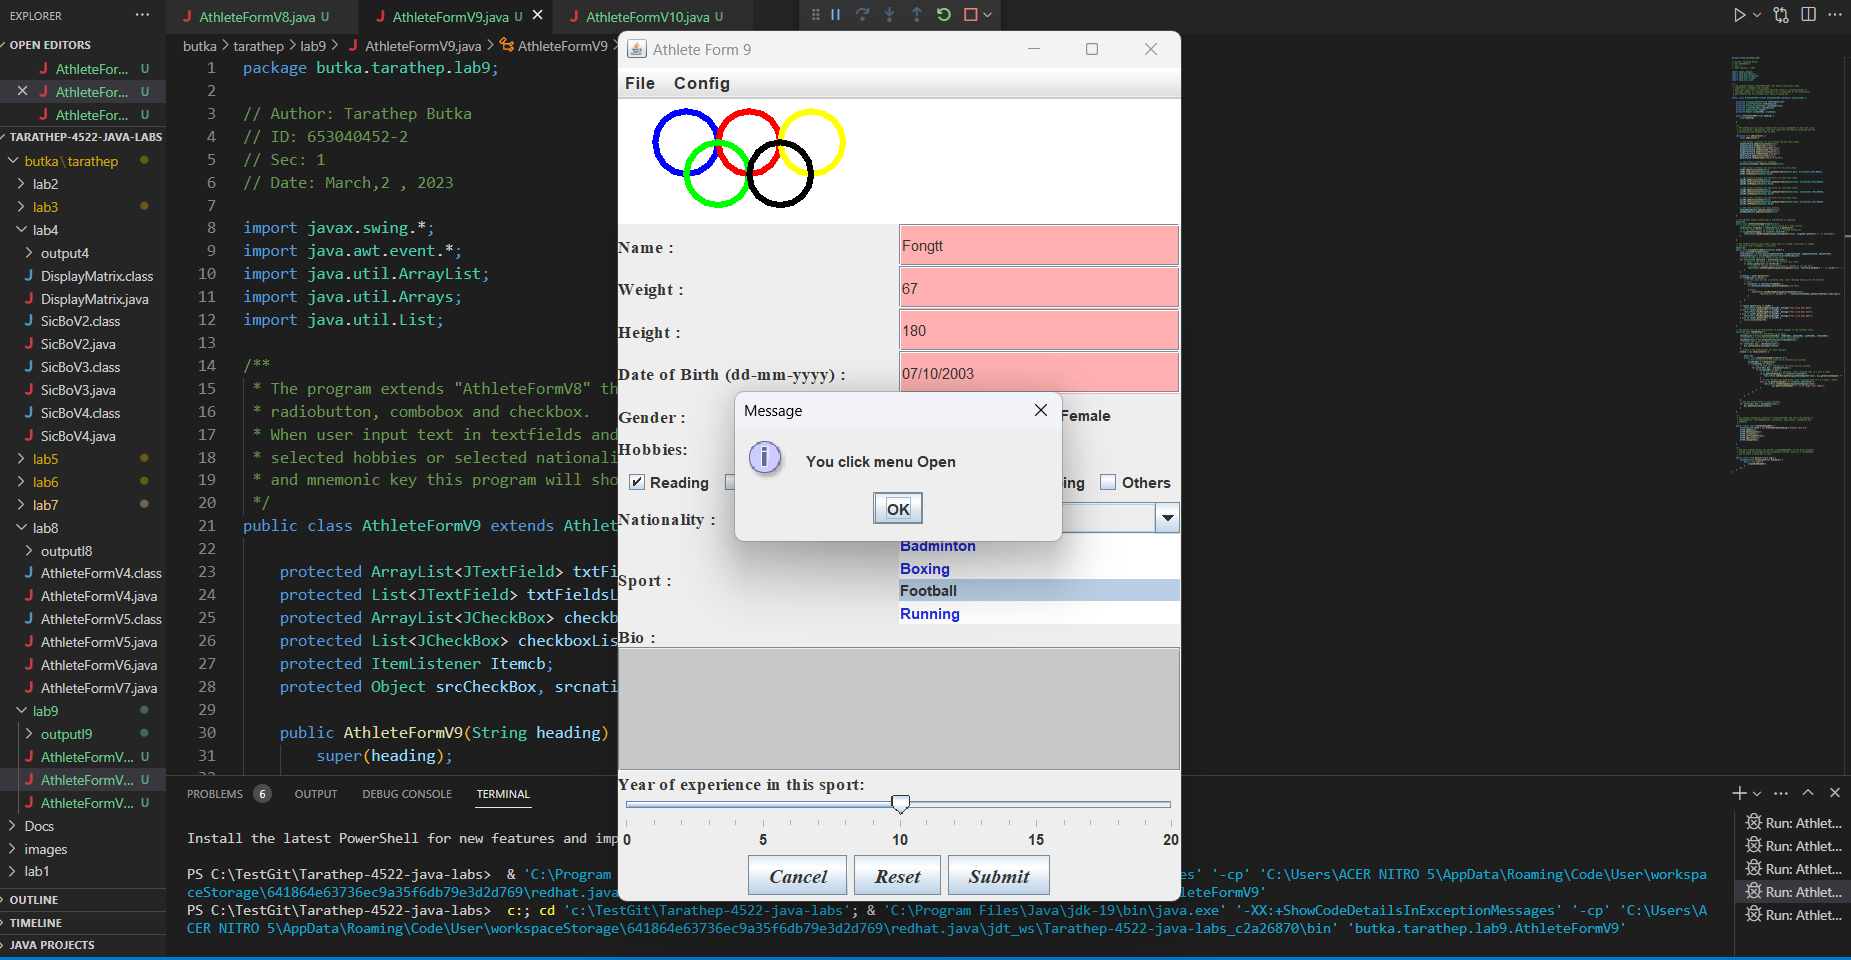 EXPLORER
OPEN EDITORS
AthleteFor... U
AthleteFor... U
AthleteFor... U
TARATHEP-4522-JAVA-LABS
butka\tarathep
lab2
lab3
lab4
output4
DisplayMatrix.class
DisplayMatrix.java
SicBoV2.class
SicBoV2.java
SicBoV3.class
SicBoV3.java
SicBoV4.class
SicBoV4.java
lab5
lab6
lab7
lab8
outputl8
AthleteFormV4.class
AthleteFormV4.java
AthleteFormV5.class
AthleteFormV5.java
AthleteFormV6.java
AthleteFormV7.java
lab9
outputl9
AthleteFormV... U
AthleteFormV... U
AthleteFormV... U
Docs
images
lab1
OUTLINE
TIMELINE
JAVA PROJECTS
AthleteFormV8.java U
AthleteFormV9.java U
AthleteFormV10.java U
butka > tarathep > lab9 > AthleteFormV9.java > AthleteFormV9 >
1 package butka.tarathep.lab9;
2
3 // Author: Tarathep Butka
4 // ID: 653040452-2
5 // Sec: 1
6 // Date: March,2 , 2023
7
8 import javax.swing.*;
9 import java.awt.event.*;
10 import java.util.ArrayList;
11 import java.util.Arrays;
12 import java.util.List;
13
14 /**
15 * The program extends "AthleteFormV8" th
16 * radiobutton, combobox and checkbox.
17 * When user input text in textfields and
18 * selected hobbies or selected nationali
19 * and mnemonic key this program will sho
20 */
21 public class AthleteFormV9 extends Athlet
22
23 protected ArrayList<JTextField> txtFi
24 protected List<JTextField> txtFieldsL
25 protected ArrayList<JCheckBox> checkb
26 protected List<JCheckBox> checkboxLis
27 protected ItemListener Itemcb;
28 protected Object srcCheckBox, srcnati
29
30 public AthleteFormV9(String heading)
31 super(heading);
Athlete Form 9
File Config
Name : Fongtt
Weight : 67
Height : 180
Date of Birth (dd-mm-yyyy) : 07/10/2003
Gender : Female
Hobbies:
Reading ing Others
Nationality :
Message
You click menu Open
OK
Sport :
Badminton
Boxing
Football
Running
Bio :
Year of experience in this sport:
0 5 10 15 20
Cancel Reset Submit
PROBLEMS 6 OUTPUT DEBUG CONSOLE TERMINAL
Install the latest PowerShell for new features and imp
PS C:\TestGit\Tarathep-4522-java-labs> & 'C:\Program es' '-cp' 'C:\Users\ACER NITRO 5\AppData\Roaming\Code\User\workspa
ceStorage\641864e63736ec9a35f6db79e3d2d769\redhat.java leteFormV9'
PS C:\TestGit\Tarathep-4522-java-labs> c:; cd 'c:\TestGit\Tarathep-4522-java-labs'; & 'C:\Program Files\Java\jdk-19\bin\java.exe' '-XX:+ShowCodeDetailsInExceptionMessages' '-cp' 'C:\Users\A
CER NITRO 5\AppData\Roaming\Code\User\workspaceStorage\641864e63736ec9a35f6db79e3d2d769\redhat.java\jdt_ws\Tarathep-4522-java-labs_c2a26870\bin' 'butka.tarathep.lab9.AthleteFormV9'
Run: Athlet...
Run: Athlet...
Run: Athlet...
Run: Athlet...
Run: Athlet...